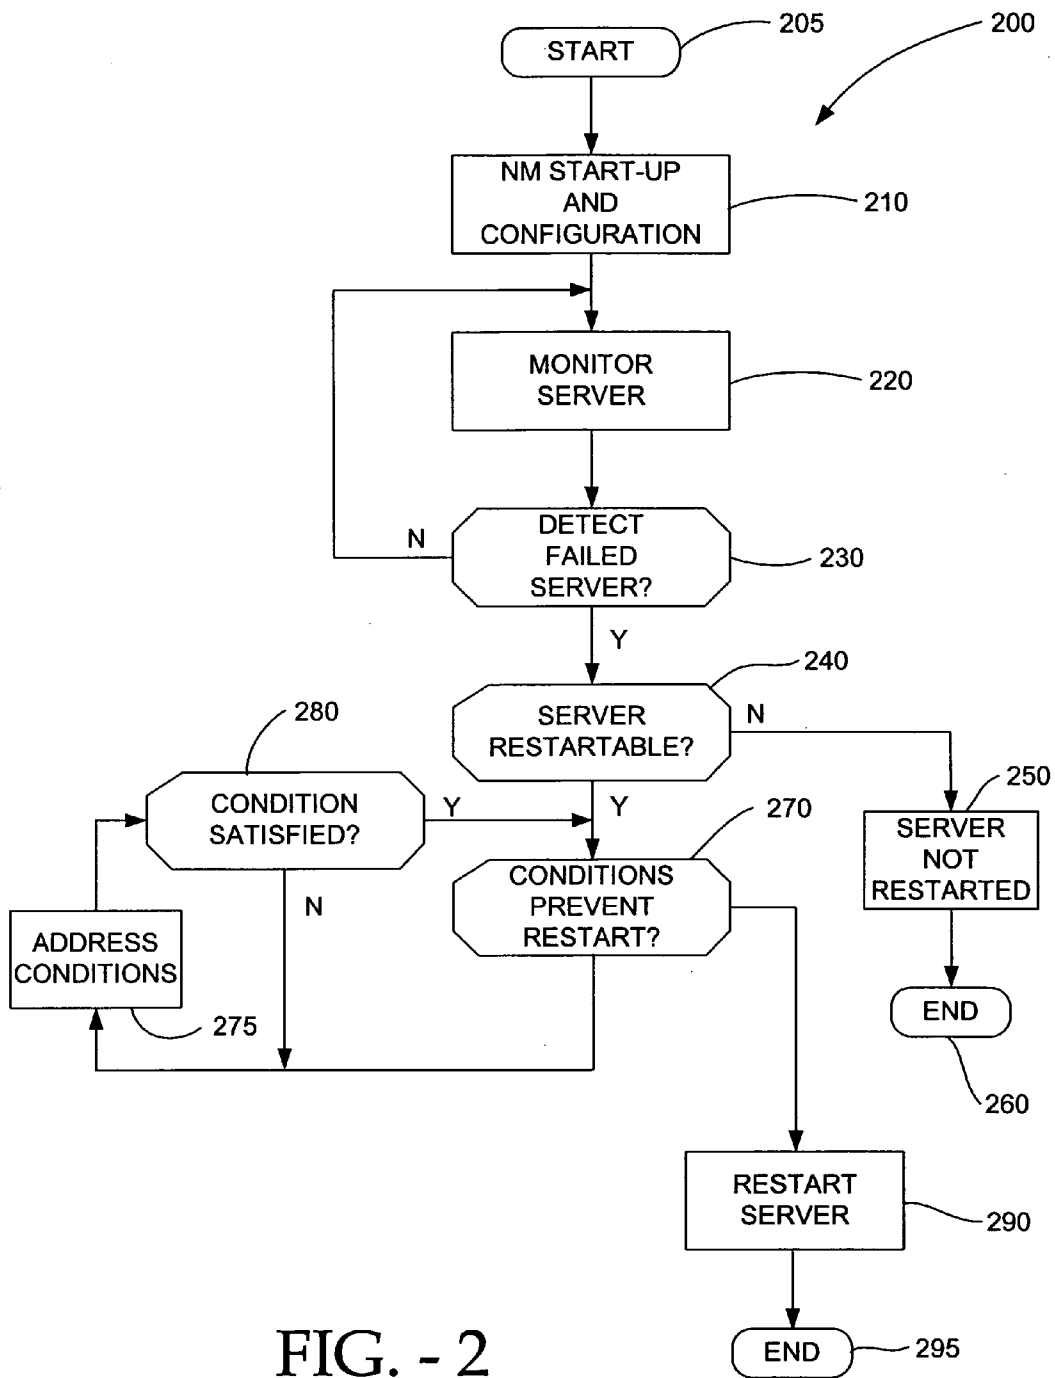 START
205
200
NM START-UP
AND
CONFIGURATION
210
MONITOR
SERVER
220
DETECT
FAILED
SERVER?
N
230
Y
240
SERVER
RESTARTABLE?
N
280
CONDITION
SATISFIED?
Y
Y
270
250
SERVER
NOT
RESTARTED
CONDITIONS
PREVENT
RESTART?
N
ADDRESS
CONDITIONS
275
END
260
RESTART
SERVER
290
END
295
FIG. - 2